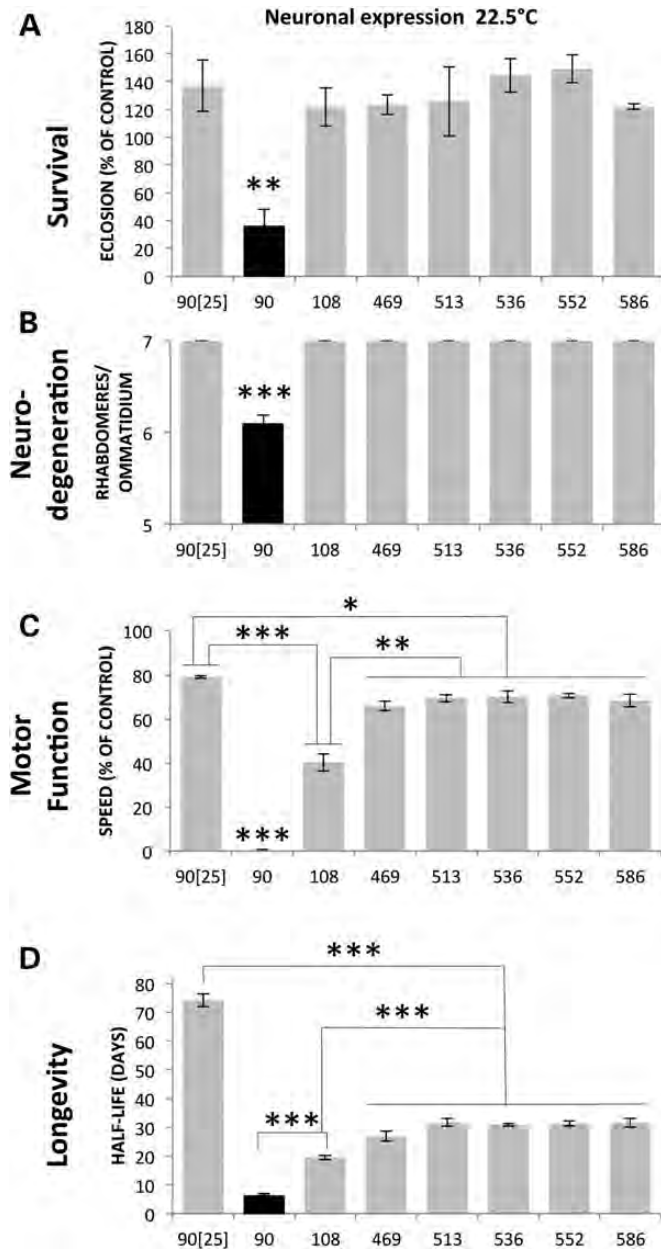 Neuronal expression 22.5°C
A
Survival
ECLOSION (% OF CONTROL)
180
160
140
120
100
80
60
40
20
0
**
90[25] 90 108 469 513 536 552 586
B
Neuro-
degeneration
RHABDOMERES/
OMMATIDIUM
7
6
5
***
90[25] 90 108 469 513 536 552 586
C
Motor
Function
SPEED (% OF CONTROL)
100
80
60
40
20
0
*
*** **
***
90[25] 90 108 469 513 536 552 586
D
Longevity
HALF-LIFE (DAYS)
80
70
60
50
40
30
20
10
0
***
***
***
90[25] 90 108 469 513 536 552 586